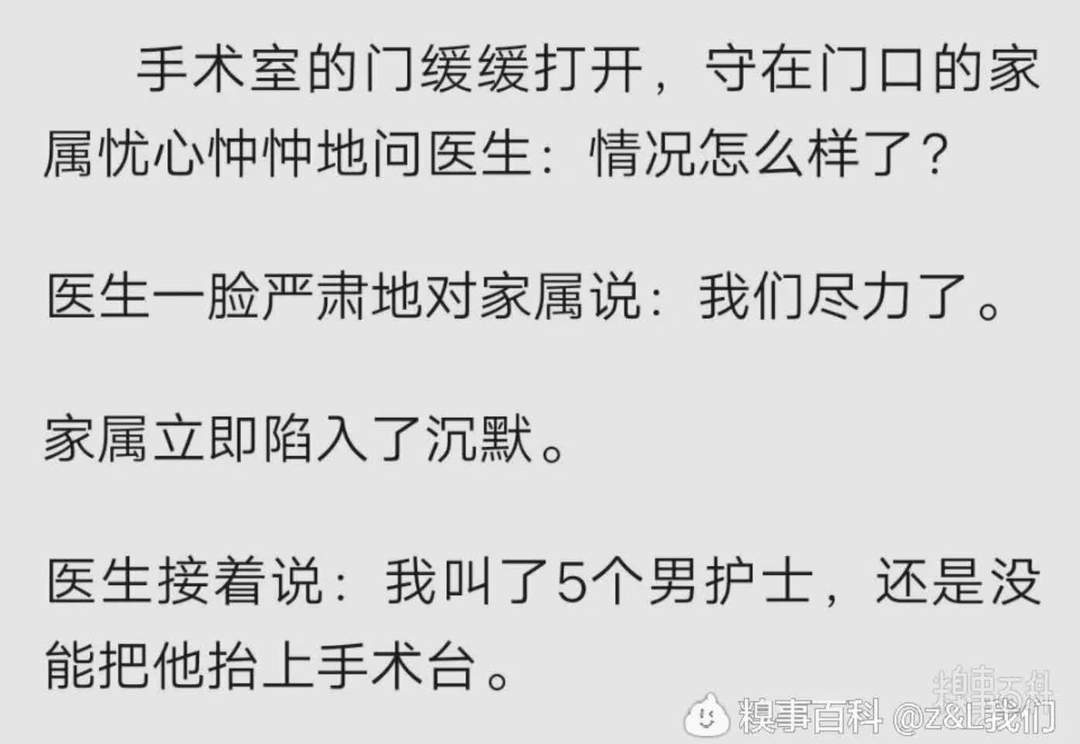 手术室的门缓缓打开，守在门口的家
属忧心忡忡地问医生：情况怎么样了？
医生一脸严肃地对家属说：我们尽力了。
家属立即陷入了沉默。
医生接着说：我叫了5个男护士，还是没
能把他抬上手术台。
糗事百科
糗事百科 @z&L我们